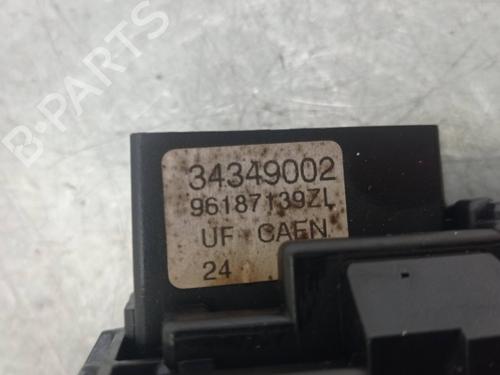 B-PARTS
34349002
96187139ZL
UF CAEN
24